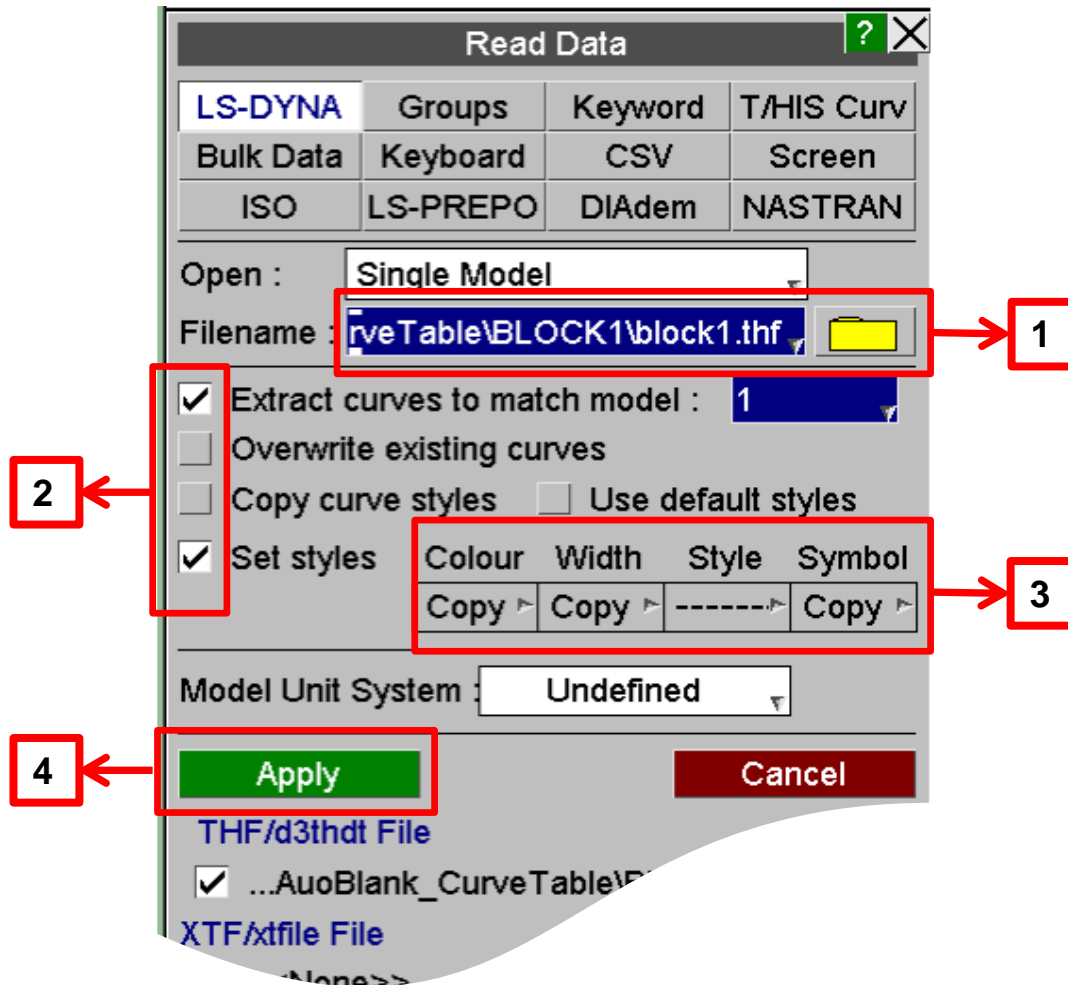 Read Data ?
LS-DYNA Groups Keyword T/HIS Curv
Bulk Data Keyboard CSV Screen
ISO LS-PREPO DIAdem NASTRAN
Open : Single Model
Filename : rveTable\BLOCK1\block1.thf
1
Extract curves to match model : 1
Overwrite existing curves
2
Copy curve styles Use default styles
Set styles Colour Width Style Symbol
Copy Copy Copy
3
Model Unit System : Undefined
4
Apply Cancel
THF/d3thdt File
...AuoBlank_CurveTable\
XTF/xtfile File
<None>>